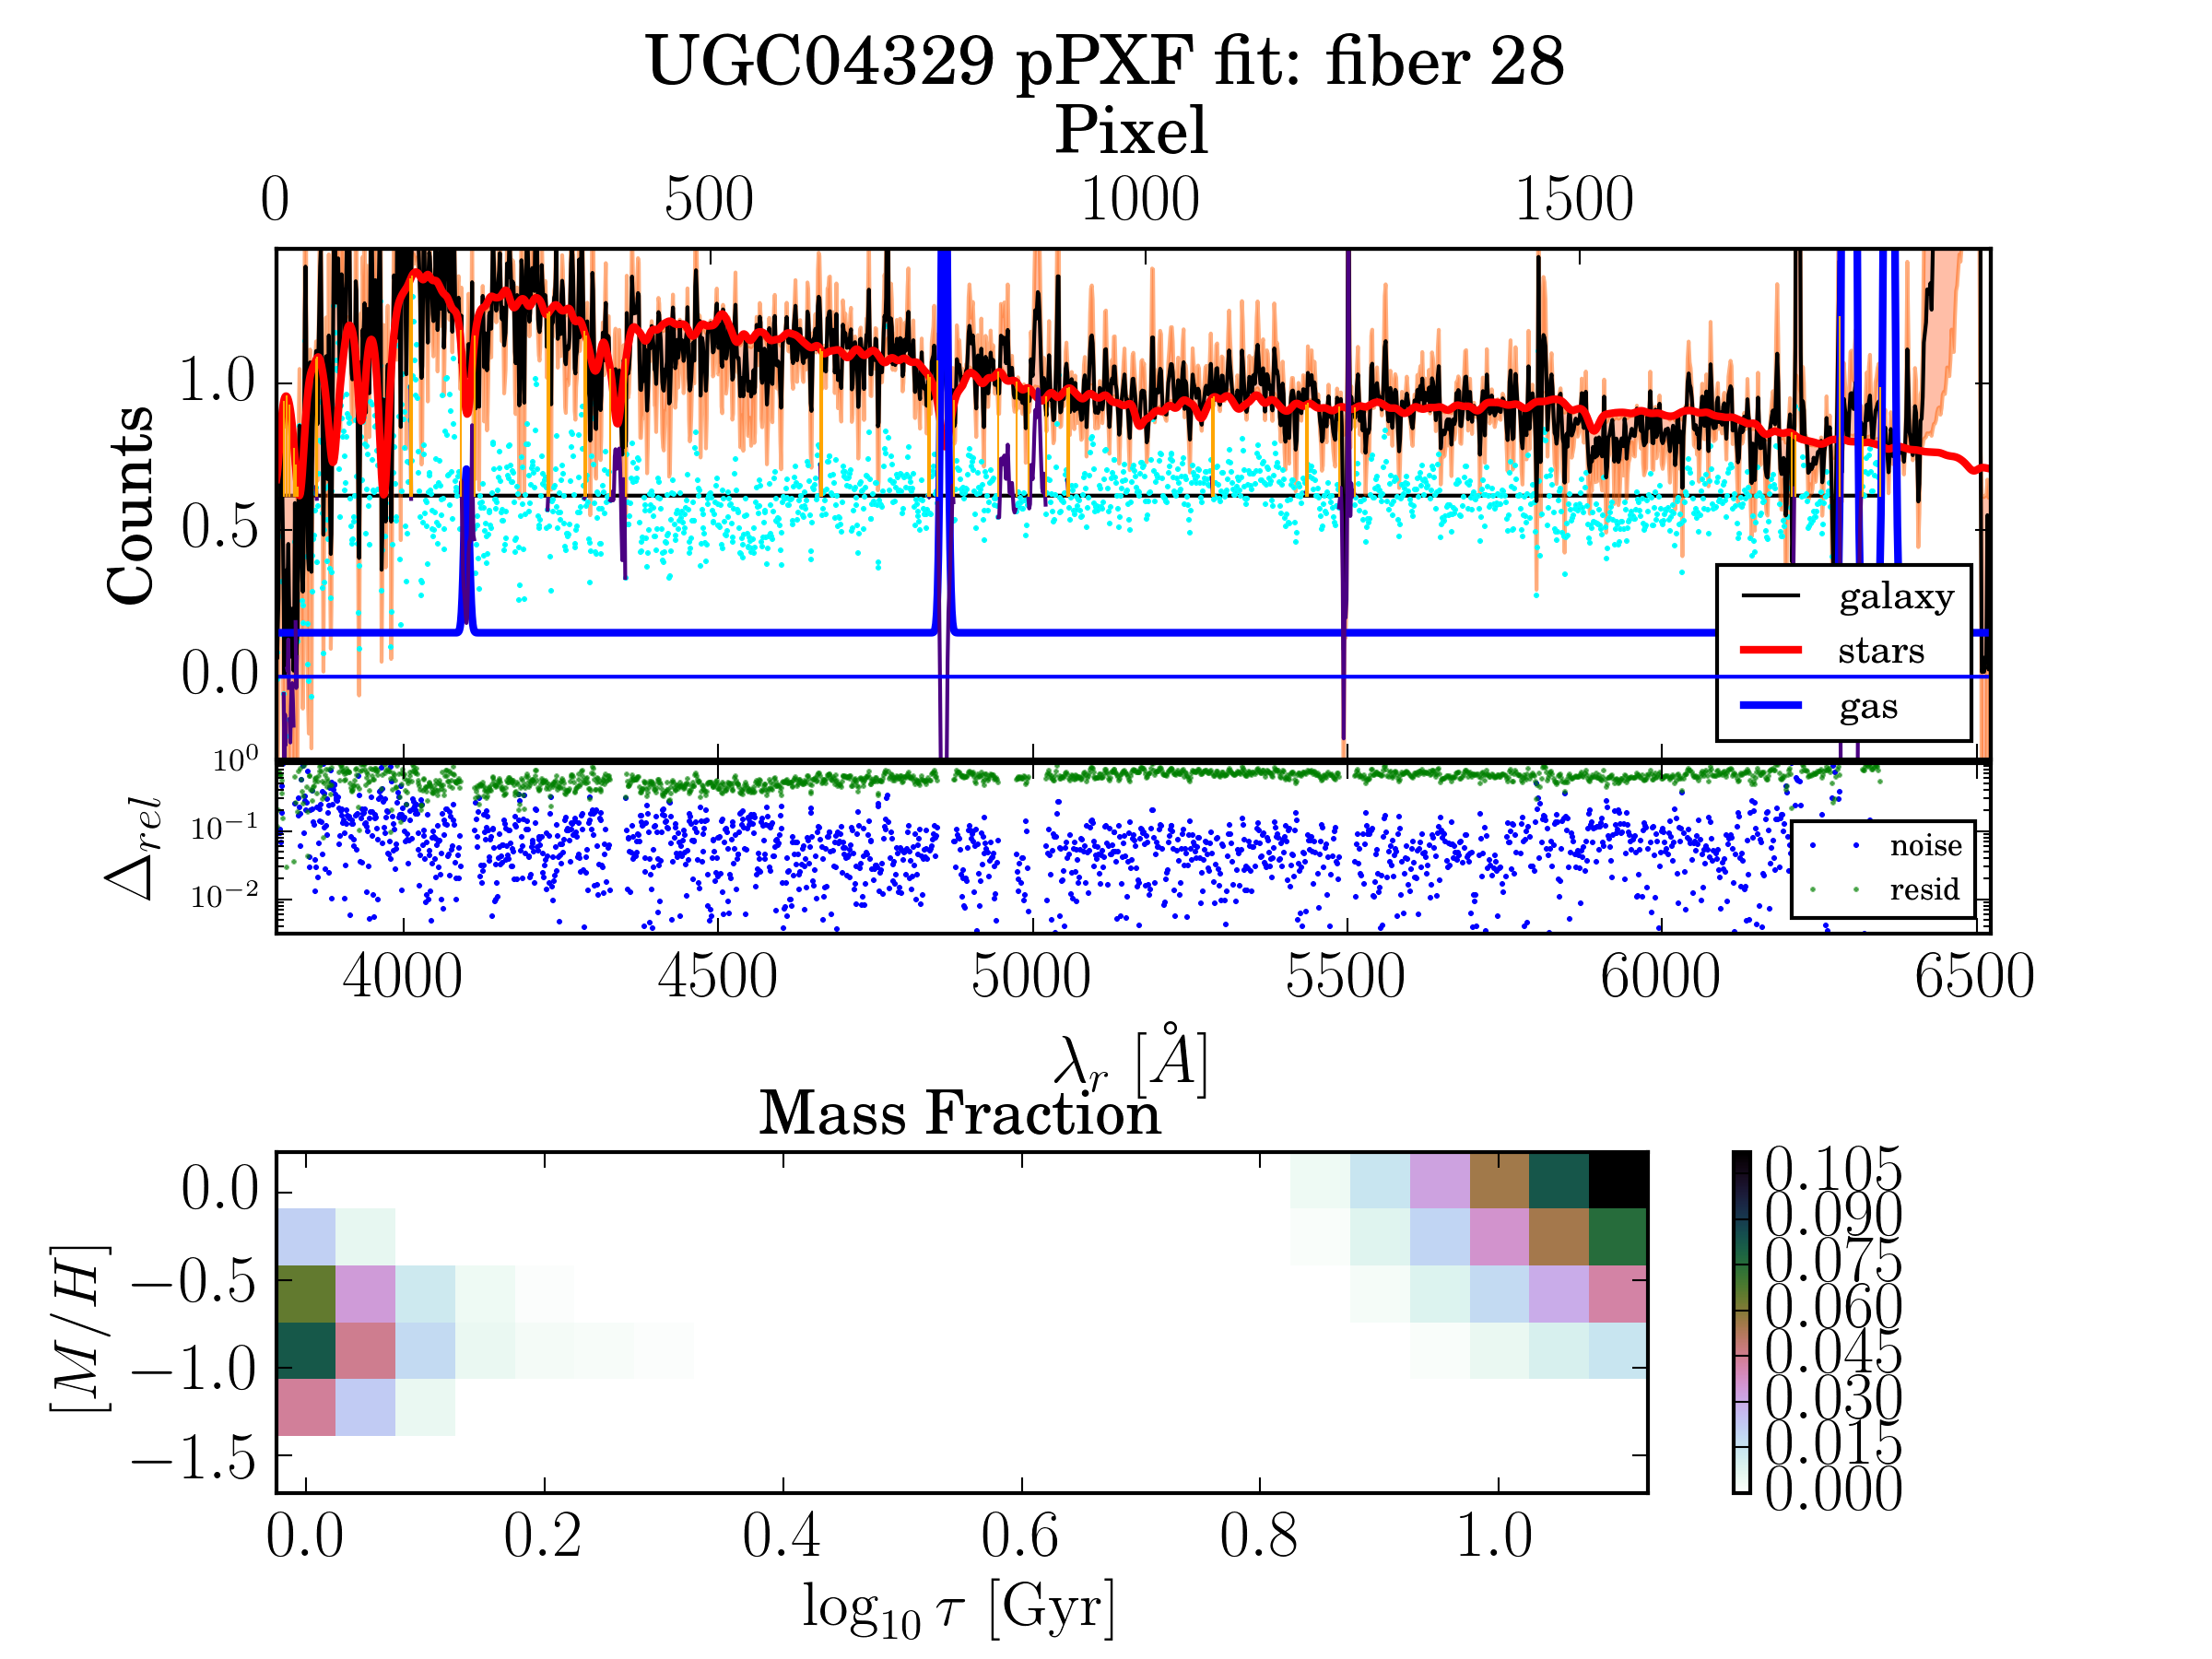 UGC04329 pPXF fit: fiber 28
Pixel
0 500 1000 1500
Counts
1.0
0.5
0.0
galaxy
stars
gas
Δrel
10^0
10^-1
10^-2
noise
resid
4000 4500 5000 5500 6000 6500
λr [Å]
Mass Fraction
[M/H]
0.0
−0.5
−1.0
−1.5
0.0 0.2 0.4 0.6 0.8 1.0
log10 τ [Gyr]
0.105
0.090
0.075
0.060
0.045
0.030
0.015
0.000